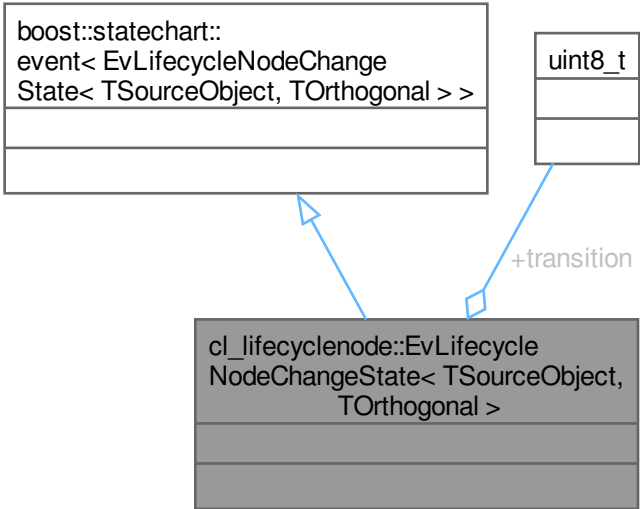 boost::statechart::
event< EvLifecycleNodeChange
State< TSourceObject, TOrthogonal > >
uint8_t
+transition
cl_lifecyclenode::EvLifecycle
NodeChangeState< TSourceObject,
TOrthogonal >